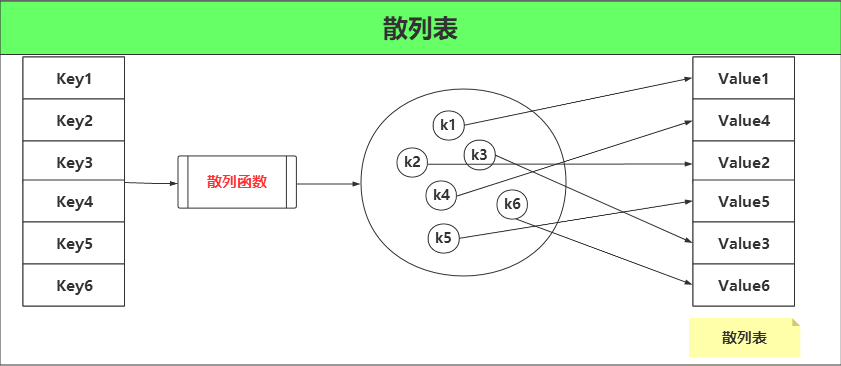 散列表
Key1
Key2
Key3
Key4
Key5
Key6
散列函数
k1
k2
k3
k4
k6
k5
Value1
Value4
Value2
Value5
Value3
Value6
散列表